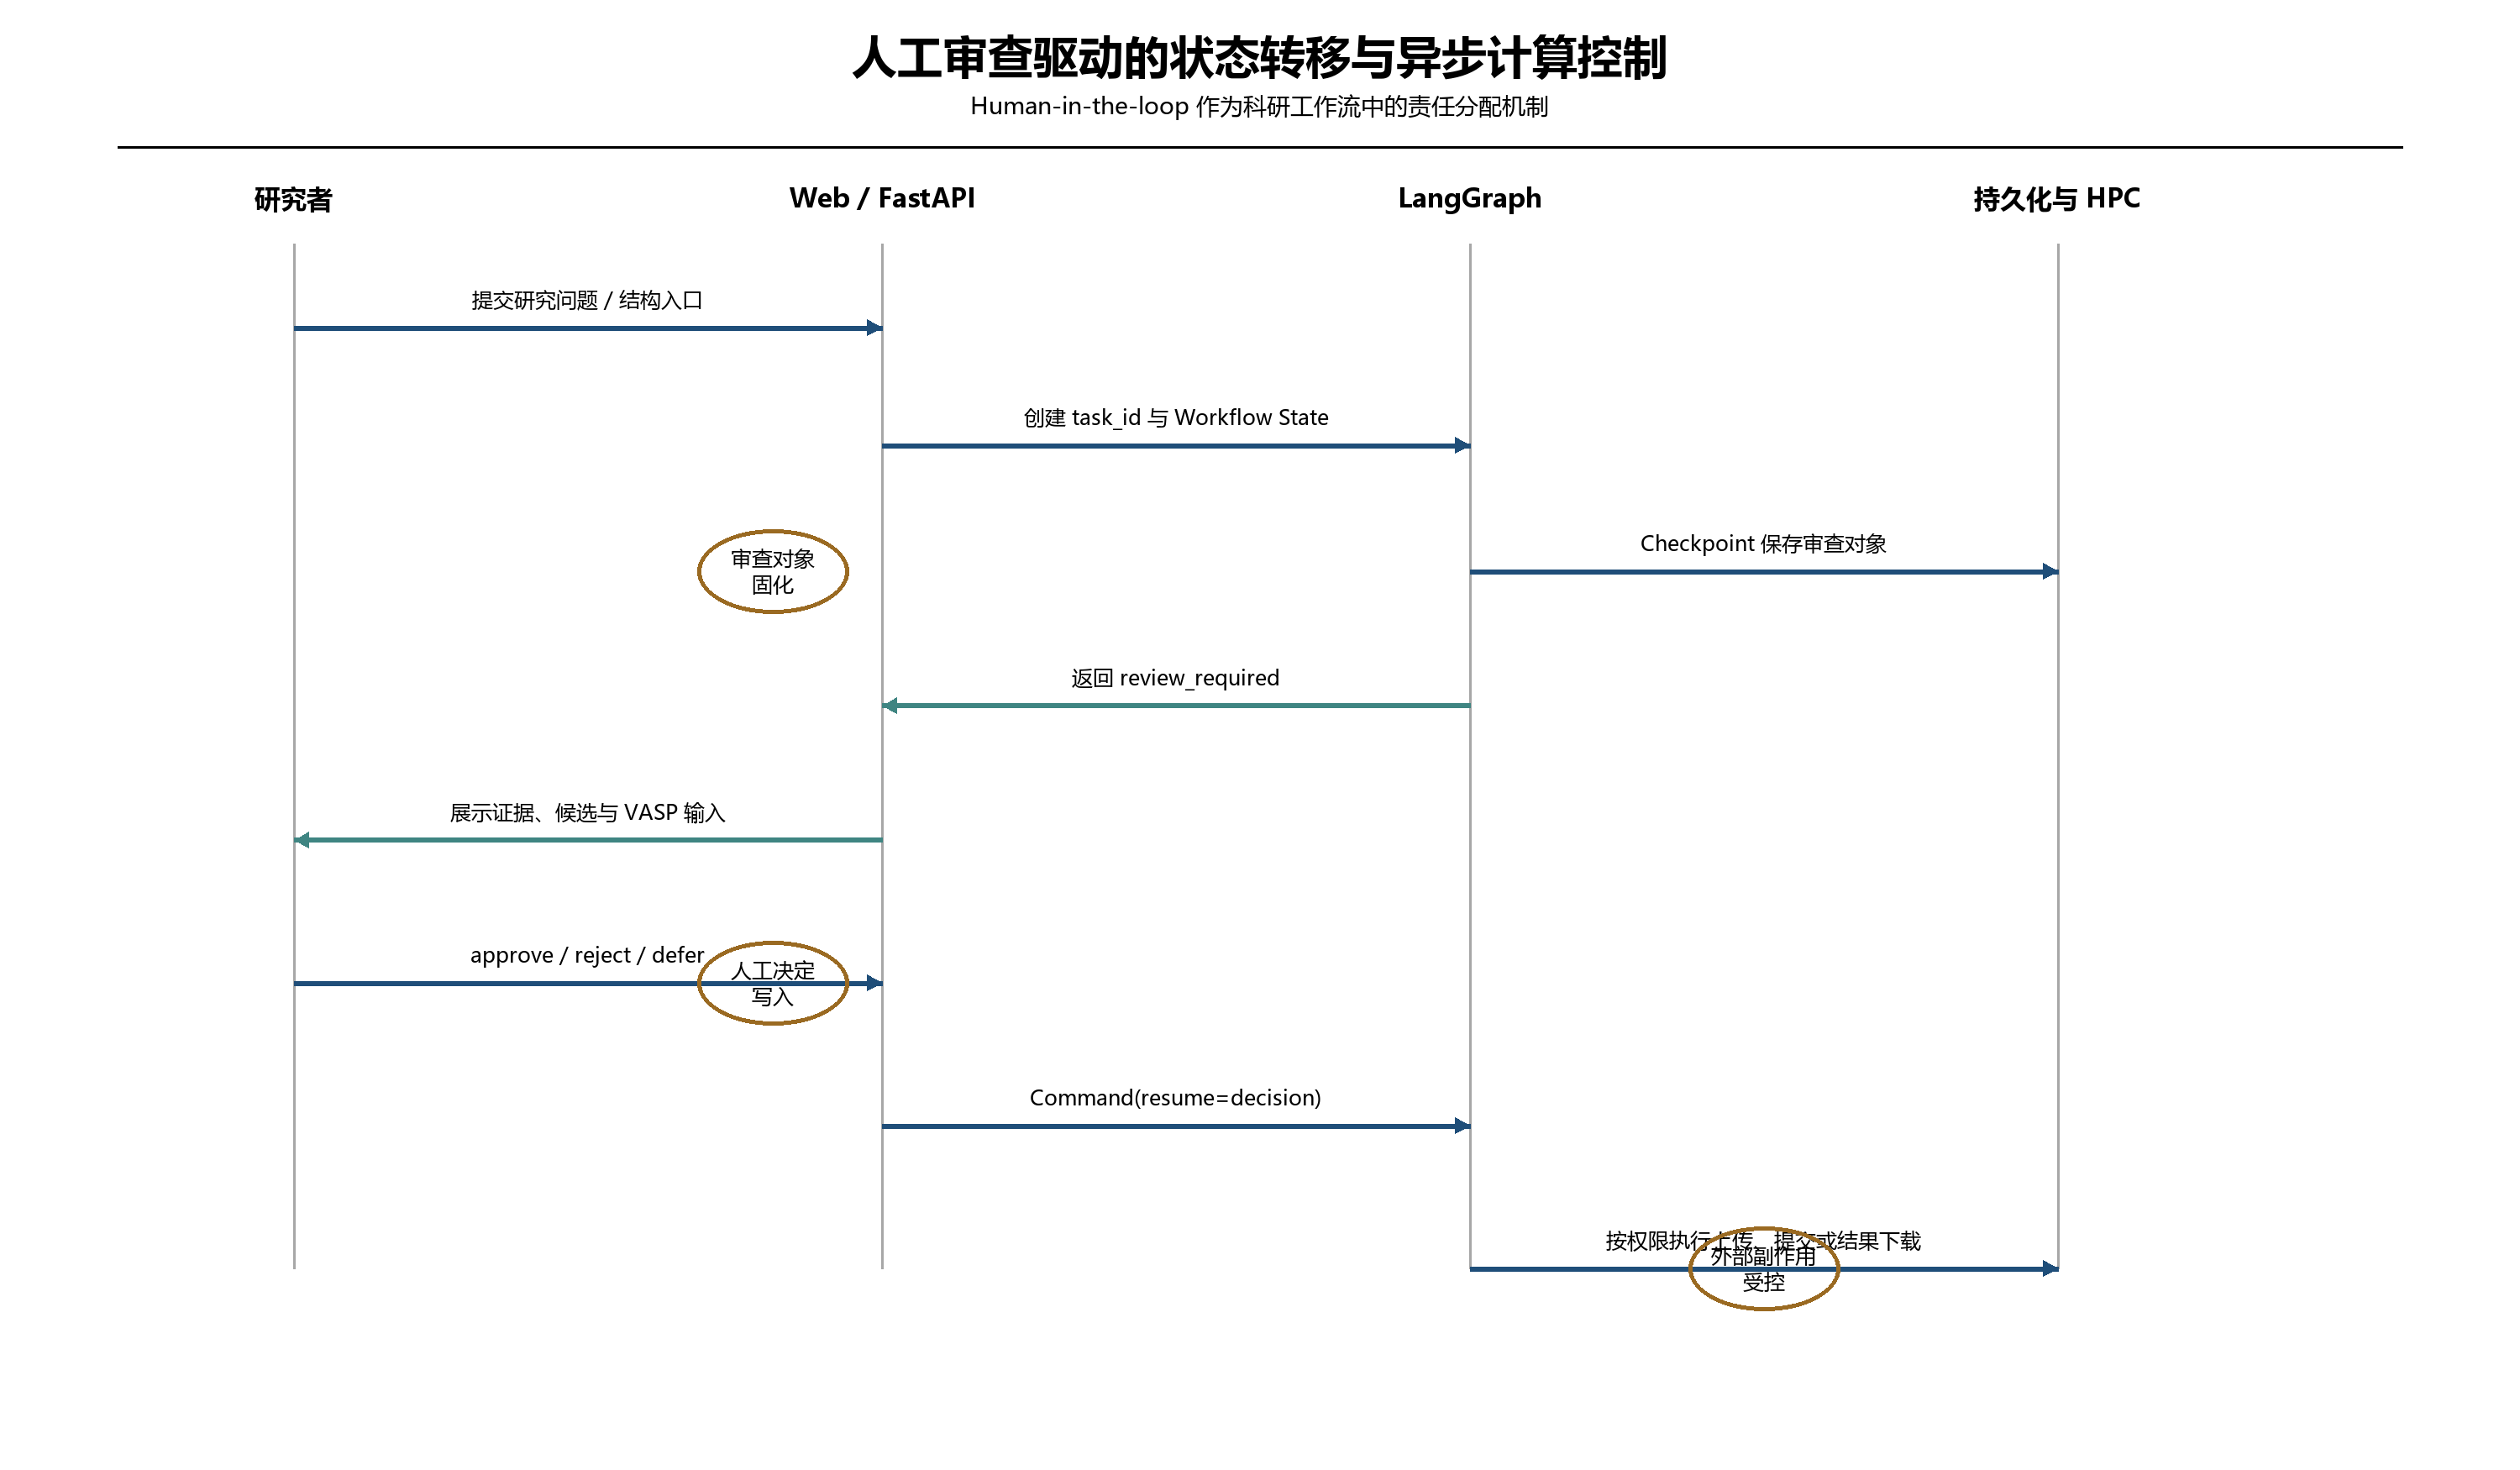 人工审查驱动的状态转移与异步计算控制
Human-in-the-loop 作为科研工作流中的责任分配机制
研究者
Web / FastAPI
LangGraph
持久化与 HPC
提交研究问题 / 结构入口
创建 task_id 与 Workflow State
Checkpoint 保存审查对象
审查对象
固化
返回 review_required
展示证据、候选与 VASP 输入
approve / reject / defer
人工决定
写入
Command(resume=decision)
按权限执行上传、提交或结果下载
外部副作用
受控